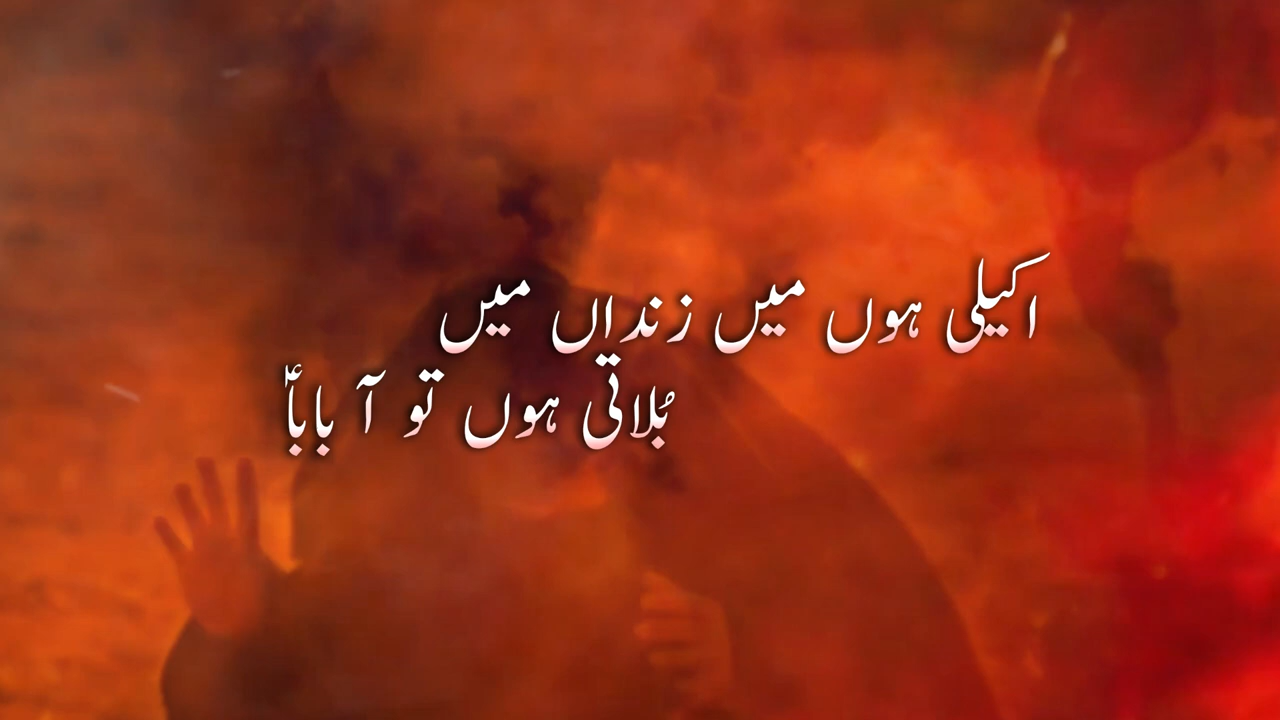 اکیلی ہوں میں زنداں میں
بُلاتی ہوں تو آ باباؑ